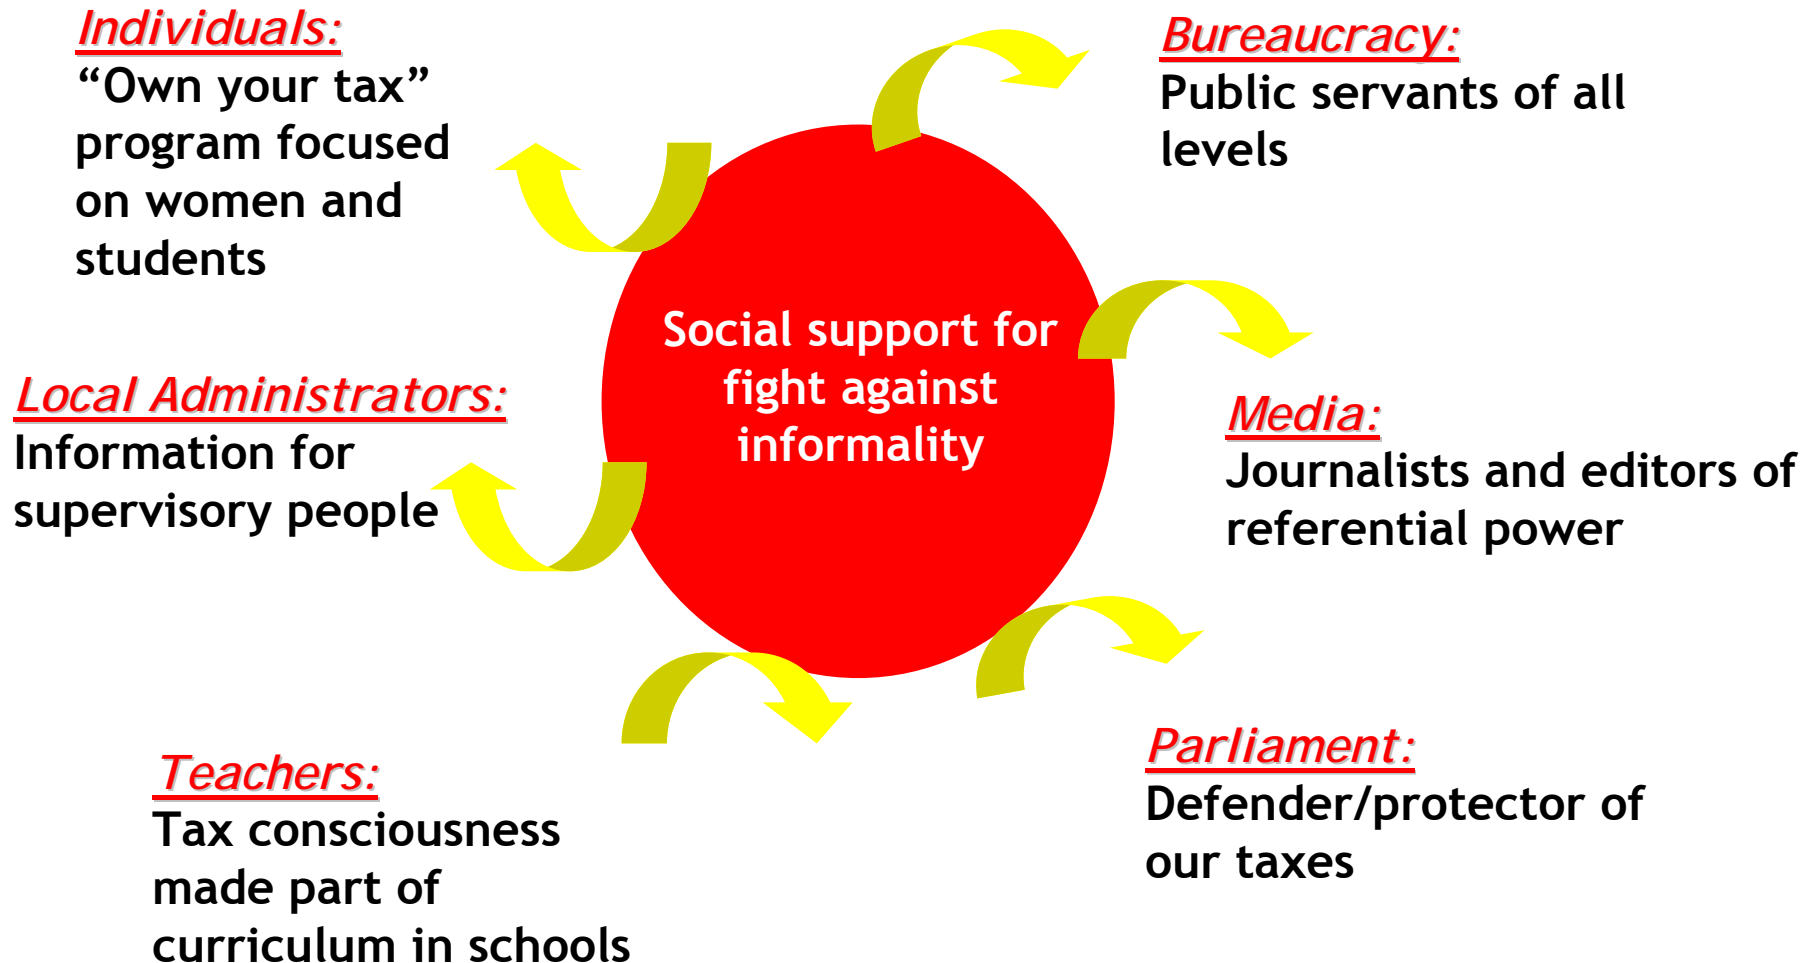 Individuals:
“Own your tax”
program focused
on women and
students
Bureaucracy:
Public servants of all
levels
Social support for
fight against
informality
Local Administrators:
Information for
supervisory people
Media:
Journalists and editors of
referential power
Teachers:
Tax consciousness
made part of
curriculum in schools
Parliament:
Defender/protector of
our taxes